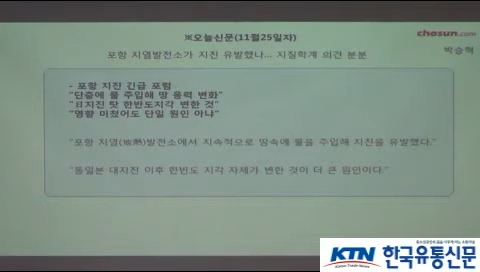 ※오늘신문(11월25일자)
chosun.com
포항 지열발전소가 지진 유발했나... 지질학계 의견 분분
박승혁
- 포항 지진 긴급 포럼
"단층에 물 주입해 땅 응력 변화"
"日지진 탓 한반도지각 변한 것"
"영향 미쳤어도 단일 원인 아냐"
"포항 지열(地熱)발전소에서 지속적으로 땅속에 물을 주입해 지진을 유발했다."
"동일본 대지진 이후 한반도 지각 자체가 변한 것이 더 큰 원인이다."
KTN 한국유통신문
Korea Trade News